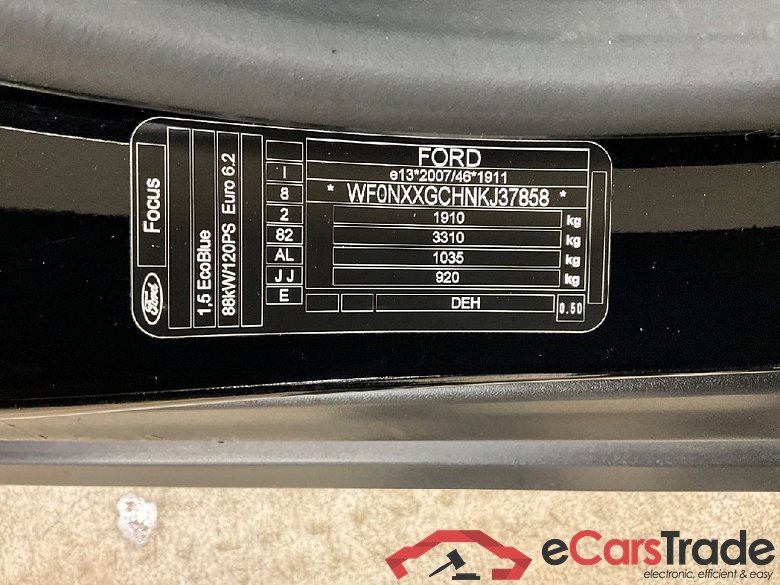 FORD
e13*2007/46*1911
* WF0NXXGCHNKJ37858 *
1910 kg
3310 kg
1035 kg
920 kg
DEH
0.50
I
8
2
82
AL
JJ
E
Focus
1,5 EcoBlue
88kW/120PS Euro 6.2
Ford
eCarsTrade
electronic, efficient & easy